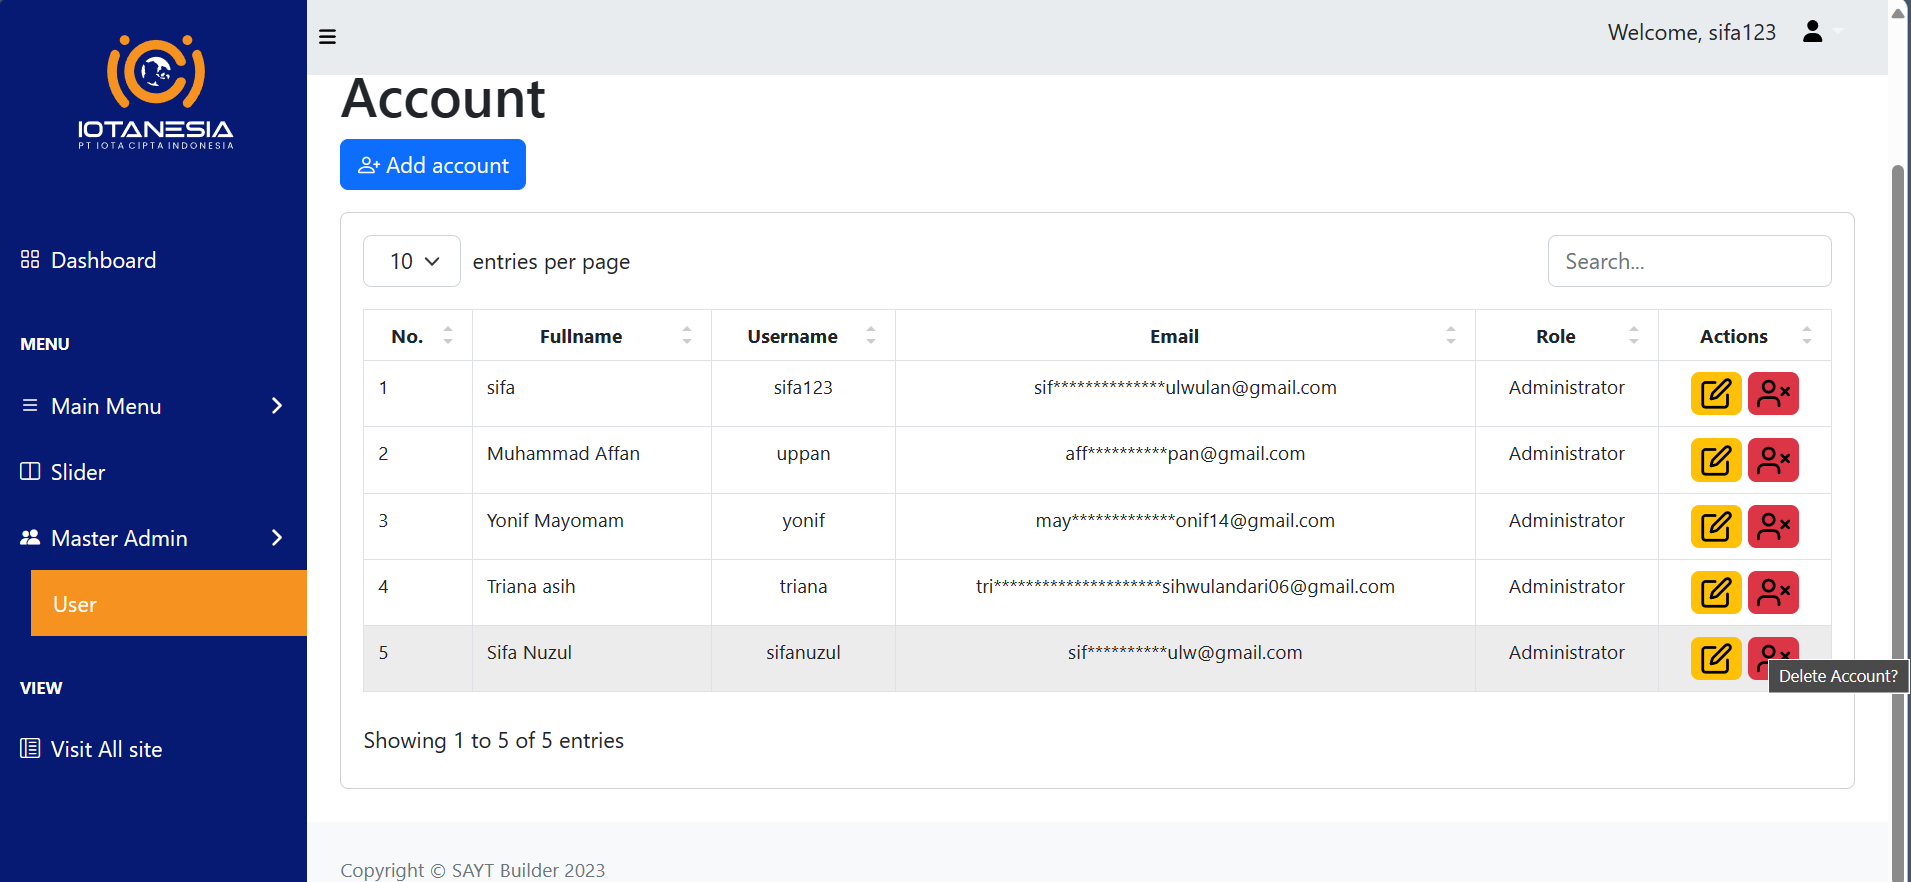 IOTANESIA
PT IOTA CIPTA INDONESIA
Dashboard
MENU
Main Menu
Slider
Master Admin
User
VIEW
Visit All site
Welcome, sifa123
Account
Add account
10 entries per page
Search...
No. Fullname Username Email Role Actions
1 sifa sifa123 sif**************ulwulan@gmail.com Administrator
2 Muhammad Affan uppan aff**********pan@gmail.com Administrator
3 Yonif Mayomam yonif may*************onif14@gmail.com Administrator
4 Triana asih triana tri*********************sihwulandari06@gmail.com Administrator
5 Sifa Nuzul sifanuzul sif**********ulw@gmail.com Administrator
Delete Account?
Showing 1 to 5 of 5 entries
Copyright © SAYT Builder 2023